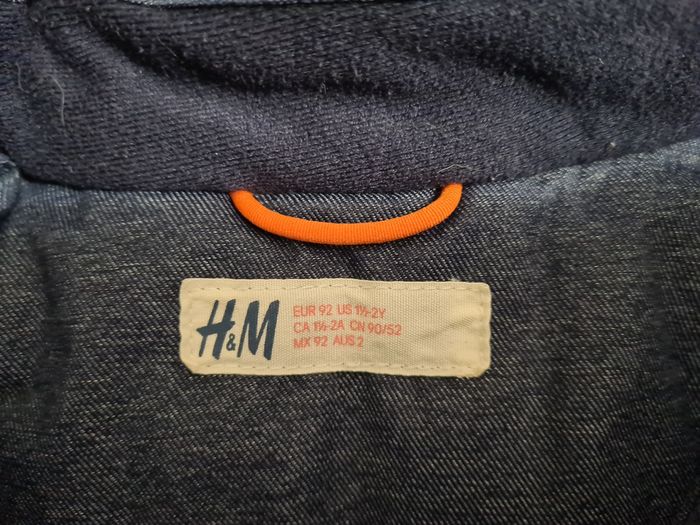 H&M
EUR 92 US 1½-2Y
CA 1½-2A CN 90/52
MX 92 AUS 2